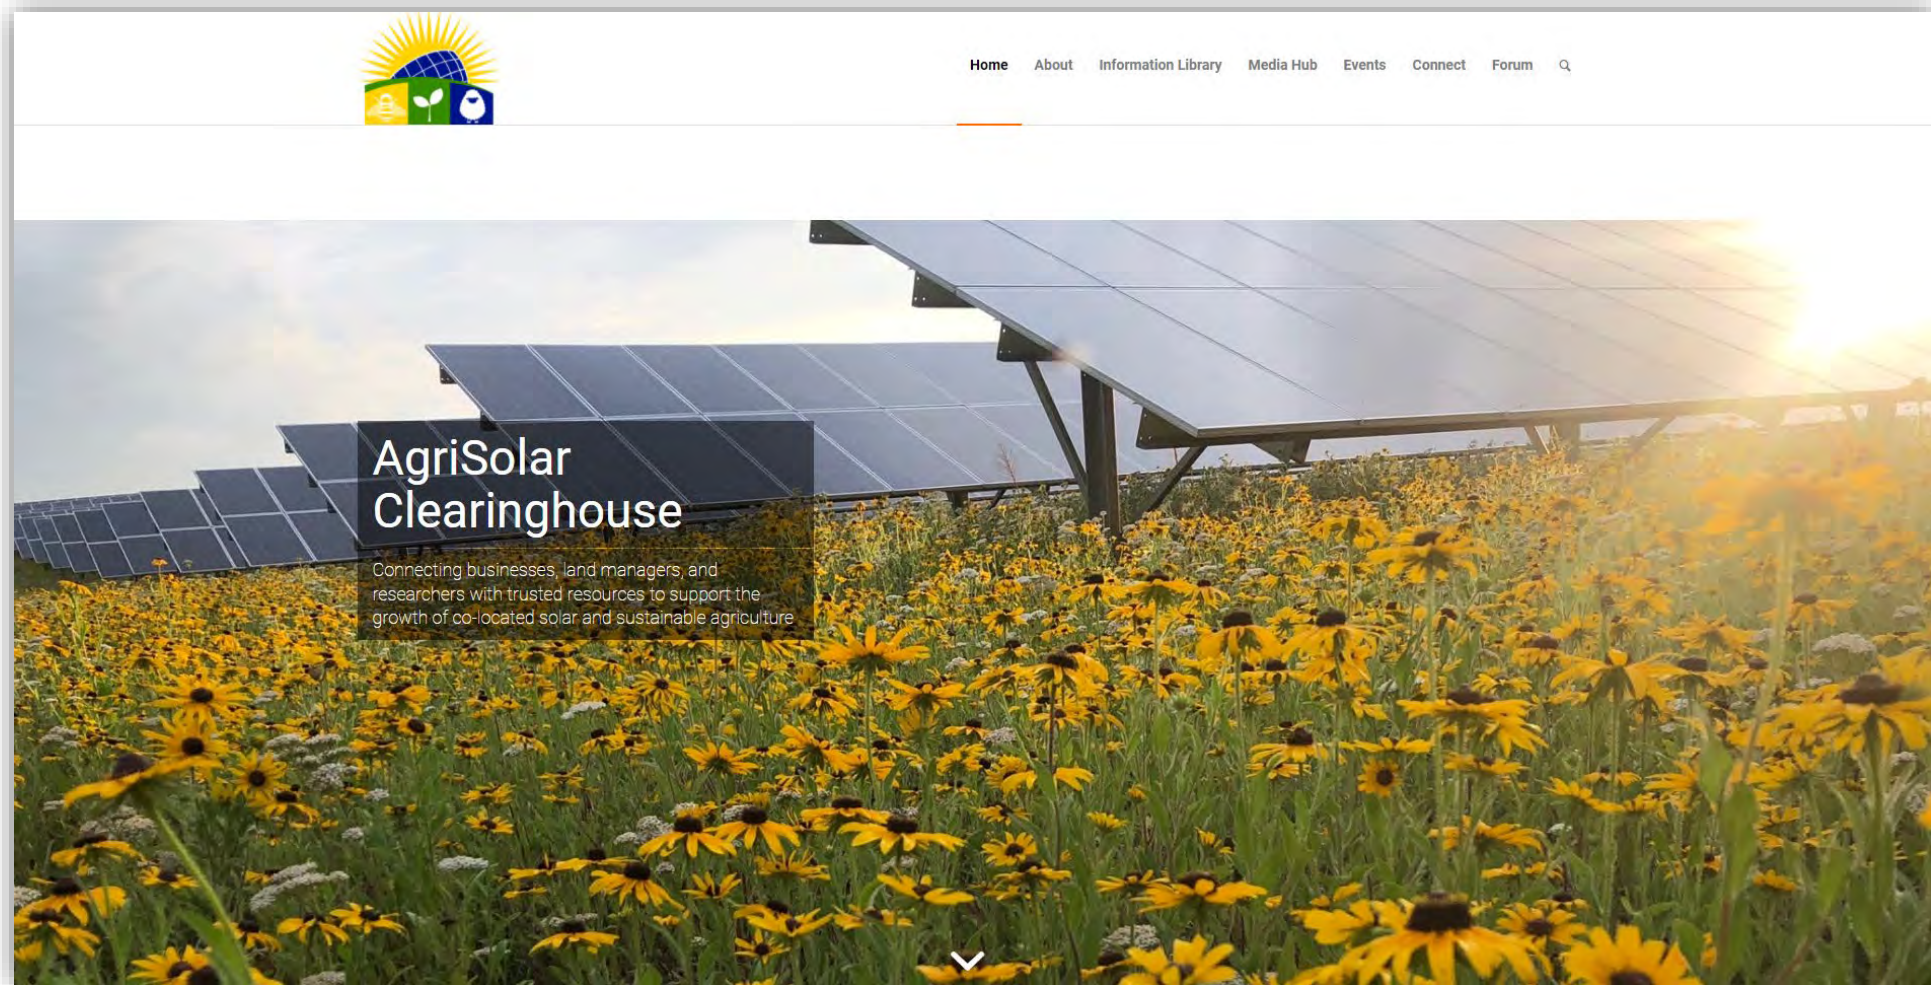 Home About Information Library Media Hub Events Connect Forum
AgriSolar
Clearinghouse
Connecting businesses, land managers, and
researchers with trusted resources to support the
growth of co-located solar and sustainable agriculture